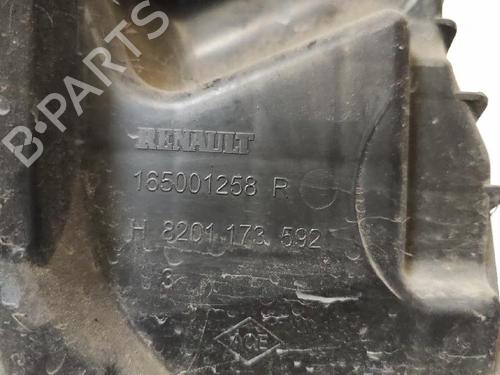 B-PARTS
RENAULT
165001258 R
H 8201 173 592
3
ACE